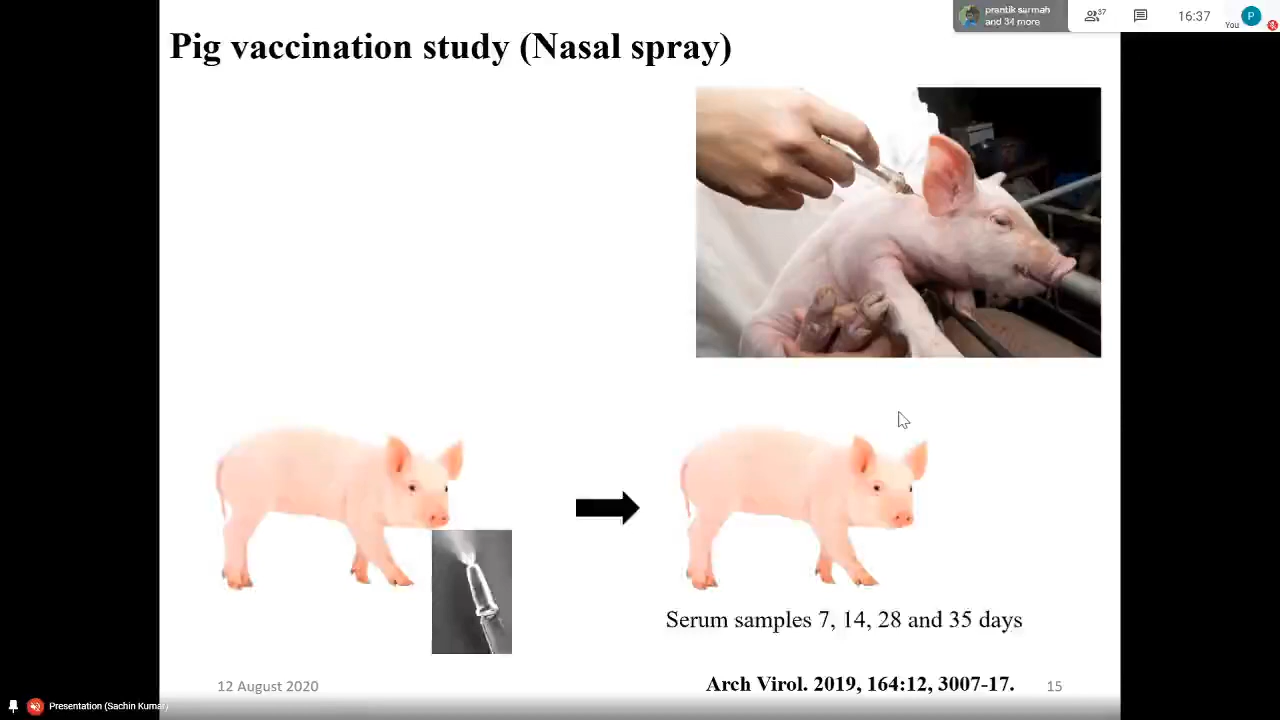 prantik sarmah
and 34 more
37
16:37
You
P
Pig vaccination study (Nasal spray)
Serum samples 7, 14, 28 and 35 days
12 August 2020
Arch Virol. 2019, 164:12, 3007-17.
15
Presentation (Sachin Kumar)